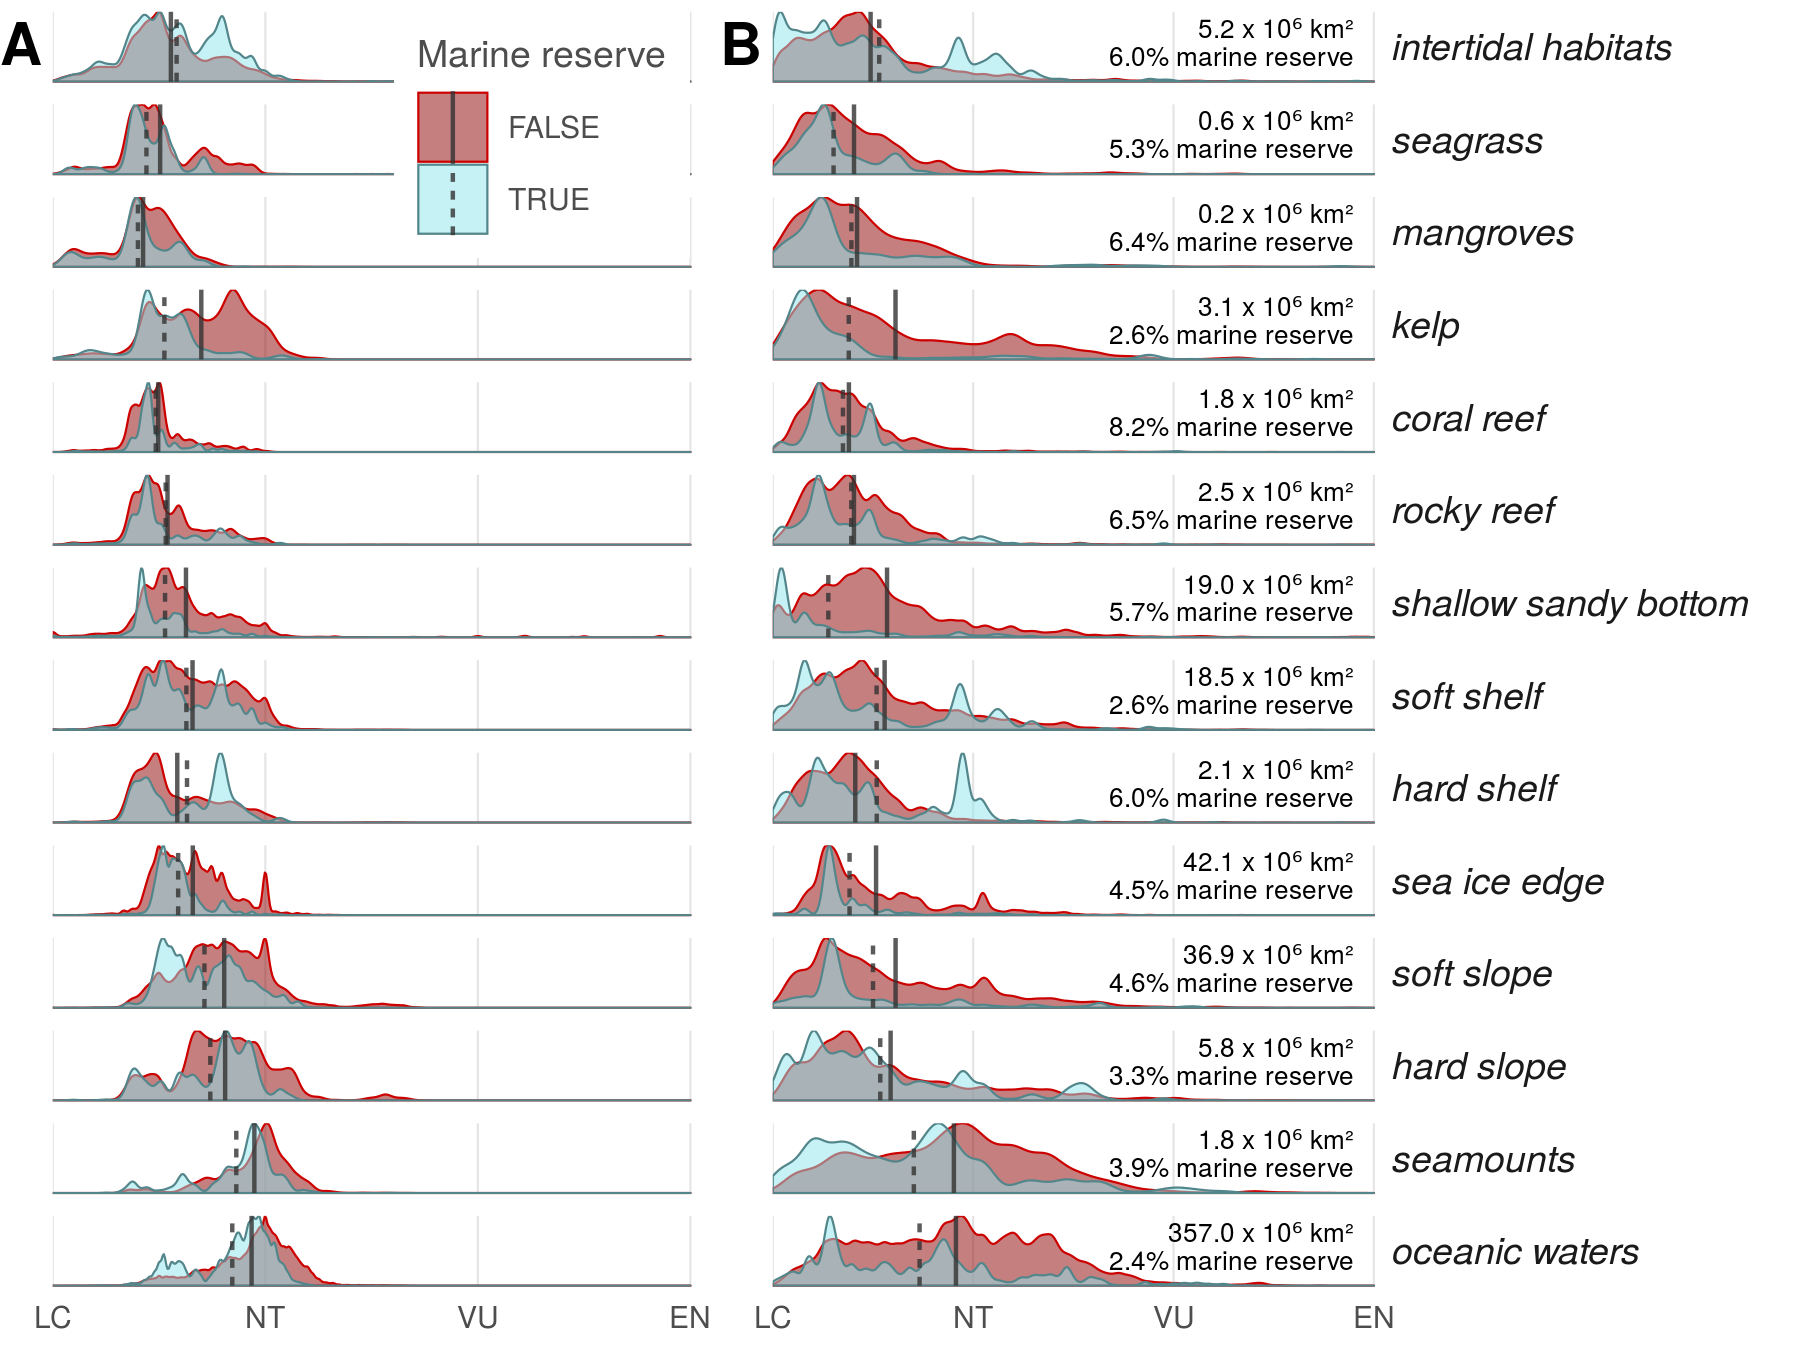 A
B
Marine reserve
FALSE
TRUE
5.2 x 10⁶ km²
6.0% marine reserve
intertidal habitats
0.6 x 10⁶ km²
5.3% marine reserve
seagrass
0.2 x 10⁶ km²
6.4% marine reserve
mangroves
3.1 x 10⁶ km²
2.6% marine reserve
kelp
1.8 x 10⁶ km²
8.2% marine reserve
coral reef
2.5 x 10⁶ km²
6.5% marine reserve
rocky reef
19.0 x 10⁶ km²
5.7% marine reserve
shallow sandy bottom
18.5 x 10⁶ km²
2.6% marine reserve
soft shelf
2.1 x 10⁶ km²
6.0% marine reserve
hard shelf
42.1 x 10⁶ km²
4.5% marine reserve
sea ice edge
36.9 x 10⁶ km²
4.6% marine reserve
soft slope
5.8 x 10⁶ km²
3.3% marine reserve
hard slope
1.8 x 10⁶ km²
3.9% marine reserve
seamounts
357.0 x 10⁶ km²
2.4% marine reserve
oceanic waters
LC NT VU EN
LC NT VU EN